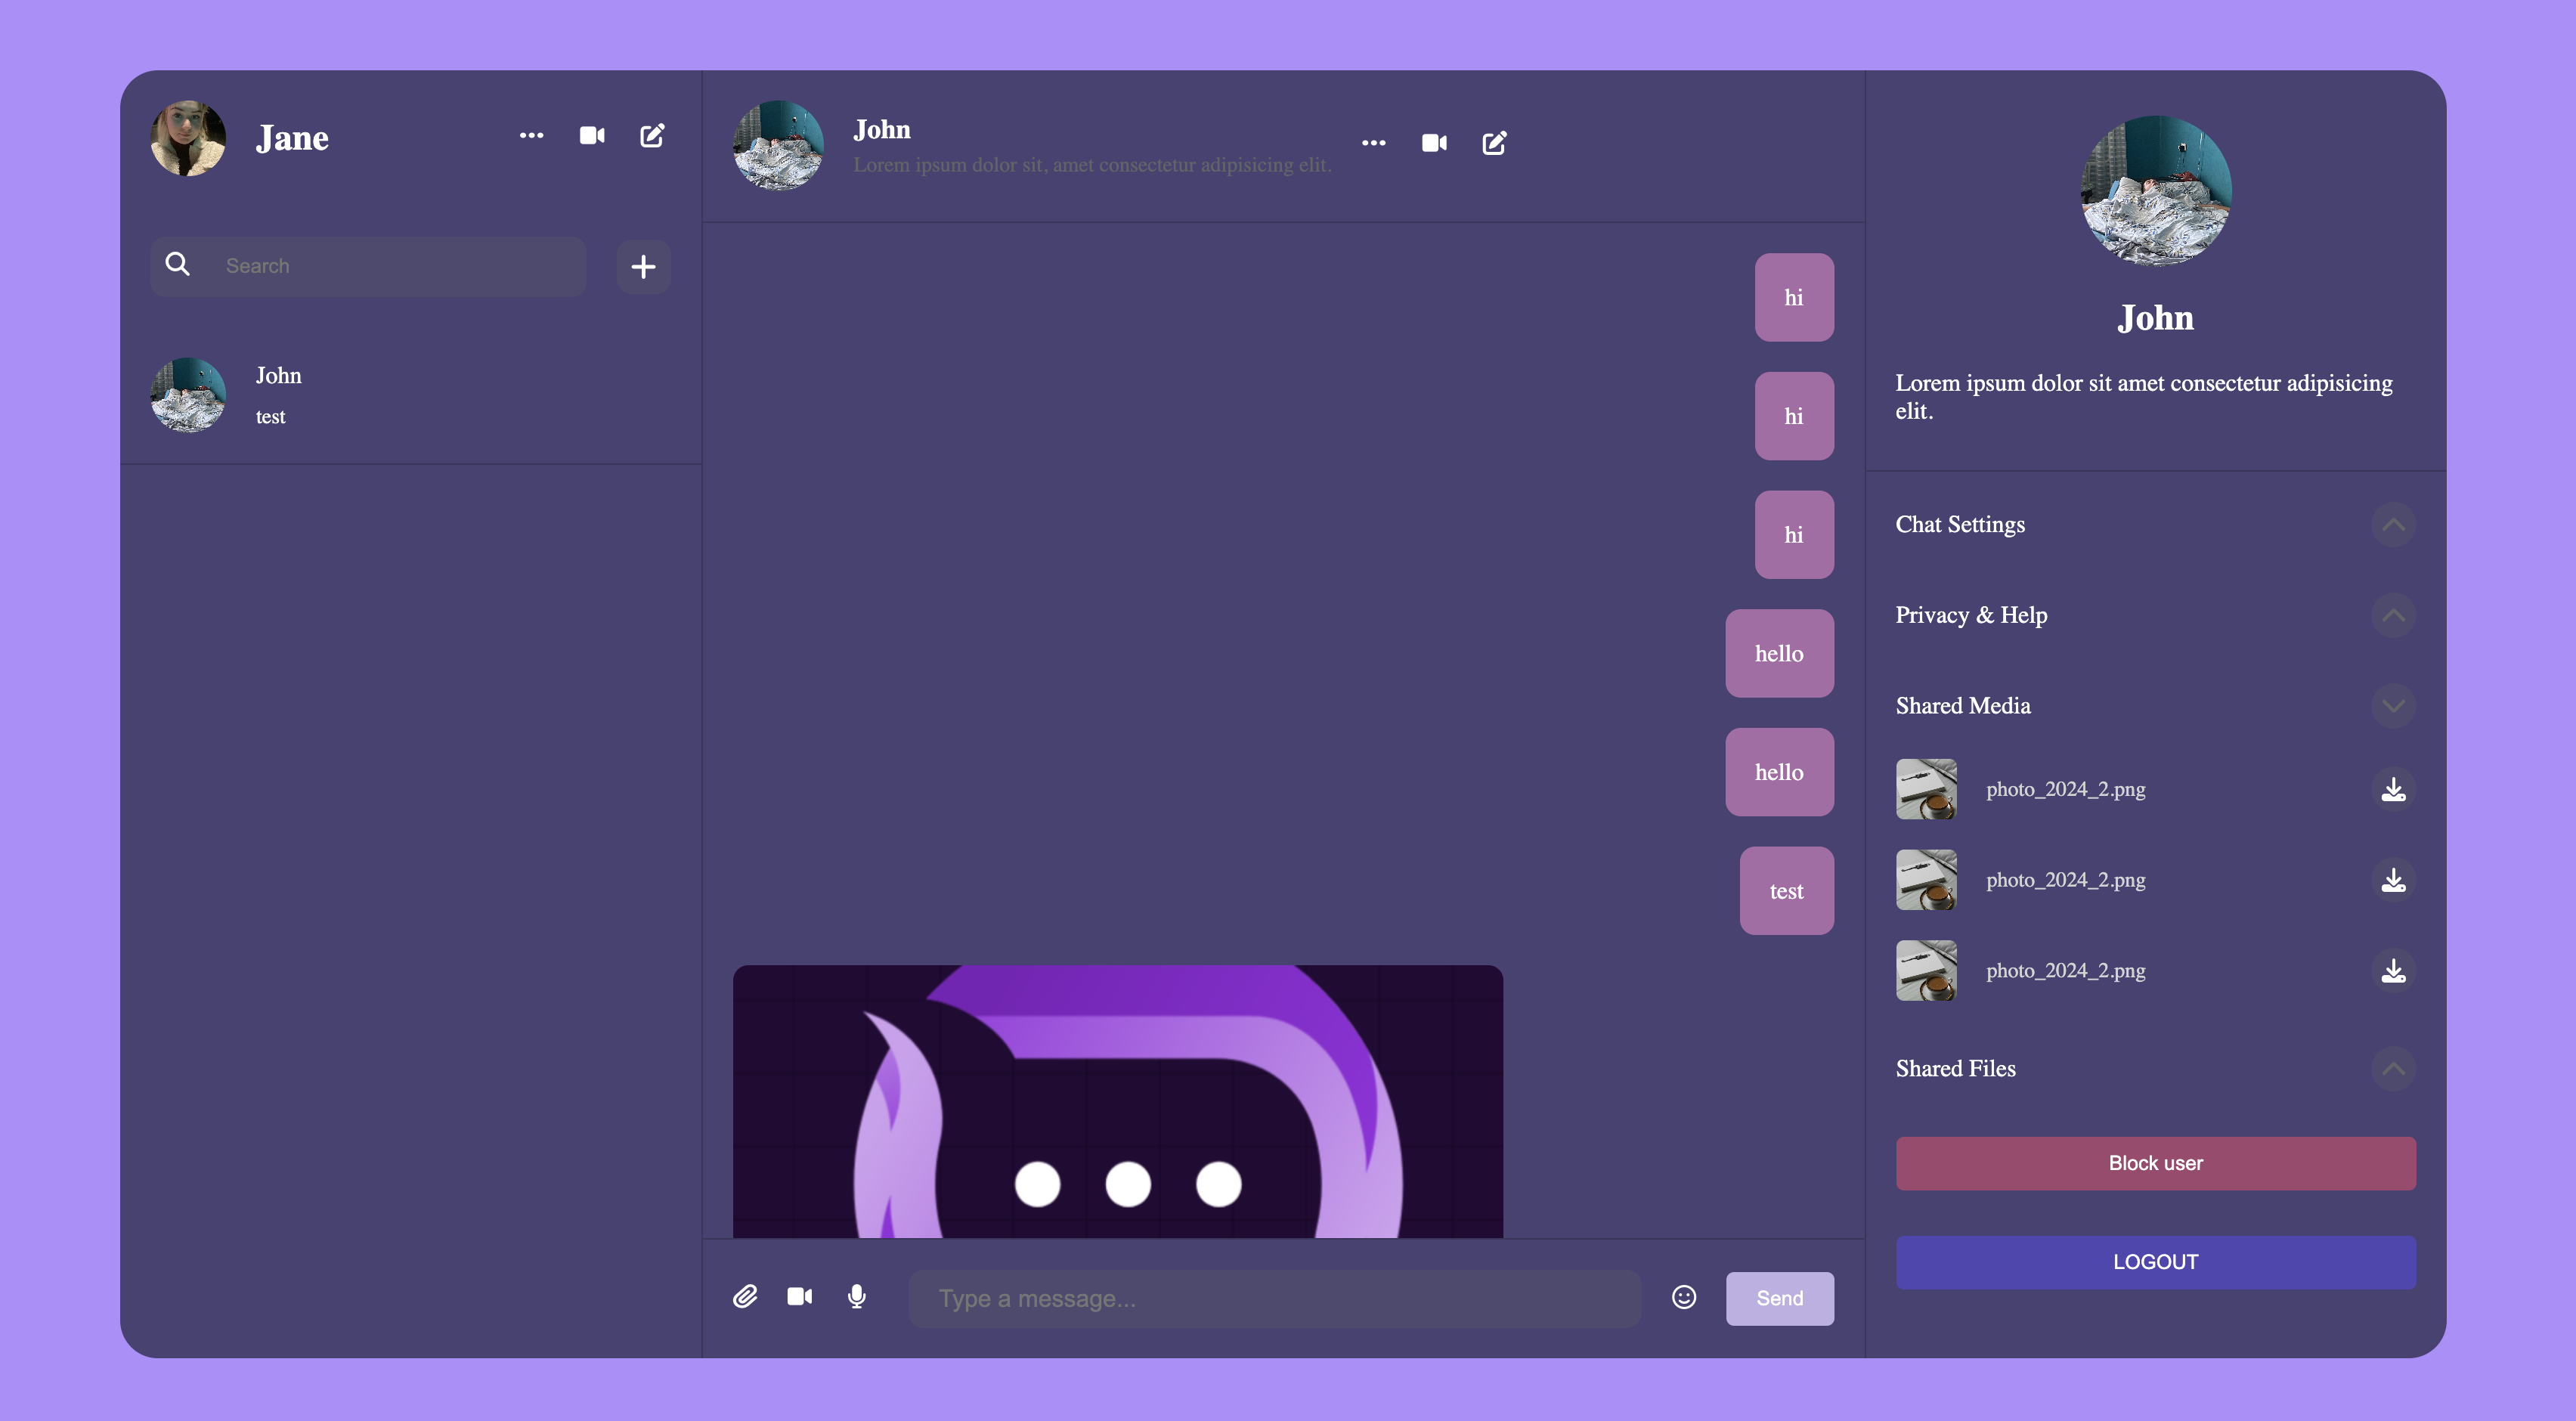 Jane
Search
John
test
John
Lorem ipsum dolor sit, amet consectetur adipisicing elit.
hi
hi
hi
hello
hello
test
Type a message...
Send
John
Lorem ipsum dolor sit amet consectetur adipisicing
elit.
Chat Settings
Privacy & Help
Shared Media
photo_2024_2.png
photo_2024_2.png
photo_2024_2.png
Shared Files
Block user
LOGOUT